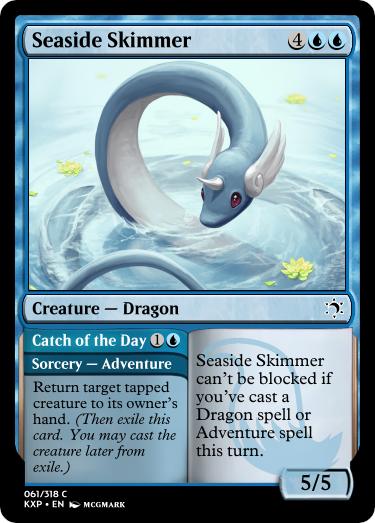 Seaside Skimmer 4
Creature — Dragon
Catch of the Day 1
Sorcery — Adventure
Return target tapped
creature to its owner's
hand. (Then exile this
card. You may cast the
creature later from
exile.)
Seaside Skimmer
can't be blocked if
you've cast a
Dragon spell or
Adventure spell
this turn.
5/5
061/318 C
KXP • EN MCGMARK